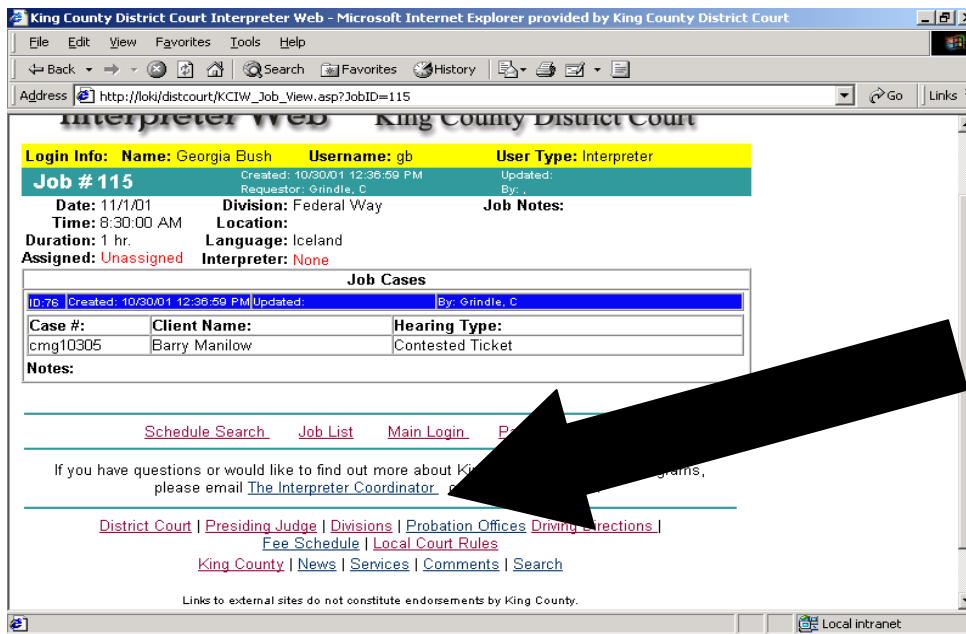 King County District Court Interpreter Web - Microsoft Internet Explorer provided by King County District Court
File Edit View Favorites Tools Help
Back Search Favorites History
Address http://loki/distcourt/KCIW_Job_View.asp?JobID=115 Go Links
Interpreter Web King County District Court
Login Info: Name: Georgia Bush Username: gb User Type: Interpreter
Job # 115 Created: 10/30/01 12:36:59 PM Updated:
Requestor: Grindle, C By: ,
Date: 11/1/01 Division: Federal Way Job Notes:
Time: 8:30:00 AM Location:
Duration: 1 hr. Language: Iceland
Assigned: Unassigned Interpreter: None
Job Cases
ID:76 Created: 10/30/01 12:36:59 PM Updated: By: Grindle, C
Case #: Client Name: Hearing Type:
cmg10305 Barry Manilow Contested Ticket
Notes:
Schedule Search Job List Main Login
If you have questions or would like to find out more about
please email The Interpreter Coordinator
District Court | Presiding Judge | Divisions | Probation Offices Driving Directions |
Fee Schedule | Local Court Rules
King County | News | Services | Comments | Search
Links to external sites do not constitute endorsements by King County.
Local intranet